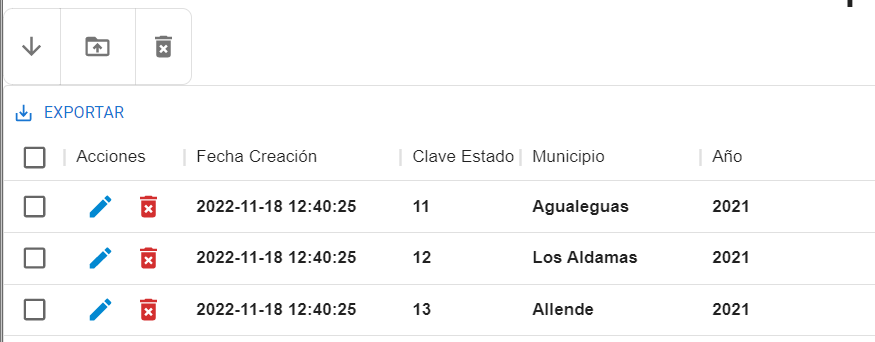 EXPORTAR
Acciones Fecha Creación Clave Estado Municipio Año
2022-11-18 12:40:25 11 Agualeguas 2021
2022-11-18 12:40:25 12 Los Aldamas 2021
2022-11-18 12:40:25 13 Allende 2021